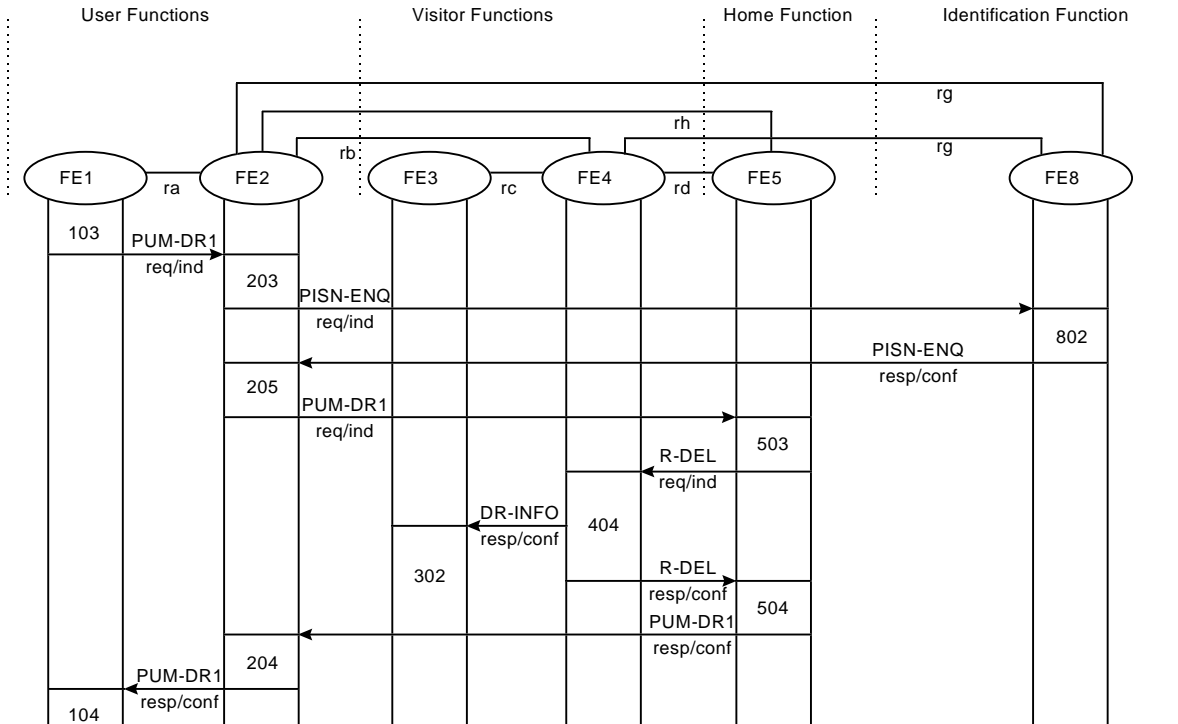 User Functions
Visitor Functions
Home Function
Identification Function
rg
rh
rb
rg
FE1
ra
FE2
FE3
rc
FE4
rd
FE5
FE8
103
PUM-DR1
req/ind
203
PISN-ENQ
req/ind
802
PISN-ENQ
resp/conf
205
PUM-DR1
req/ind
503
R-DEL
req/ind
DR-INFO
resp/conf
404
302
R-DEL
resp/conf
504
PUM-DR1
resp/conf
204
PUM-DR1
resp/conf
104